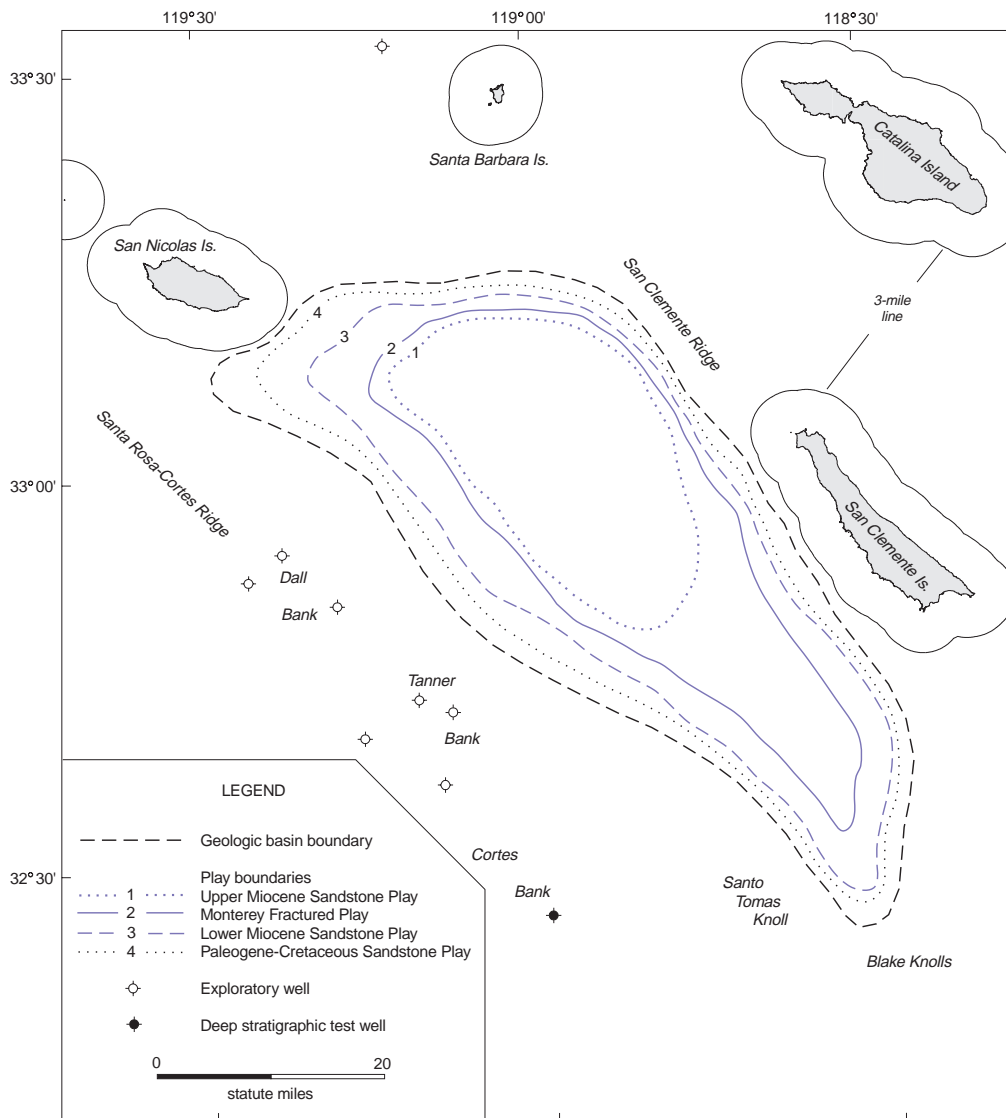 119°30'
119°00'
118°30'
33°30'
Santa Barbara Is.
Catalina Island
San Nicolas Is.
San Clemente Ridge
3-mile
line
4
3
2
1
Santa Rosa-Cortes Ridge
33°00'
San Clemente Is.
Dall
Bank
Tanner
Bank
LEGEND
Geologic basin boundary
Play boundaries
1 Upper Miocene Sandstone Play
2 Monterey Fractured Play
3 Lower Miocene Sandstone Play
4 Paleogene-Cretaceous Sandstone Play
Exploratory well
Deep stratigraphic test well
0 20
statute miles
Cortes
Bank
32°30'
Santo
Tomas
Knoll
Blake Knolls